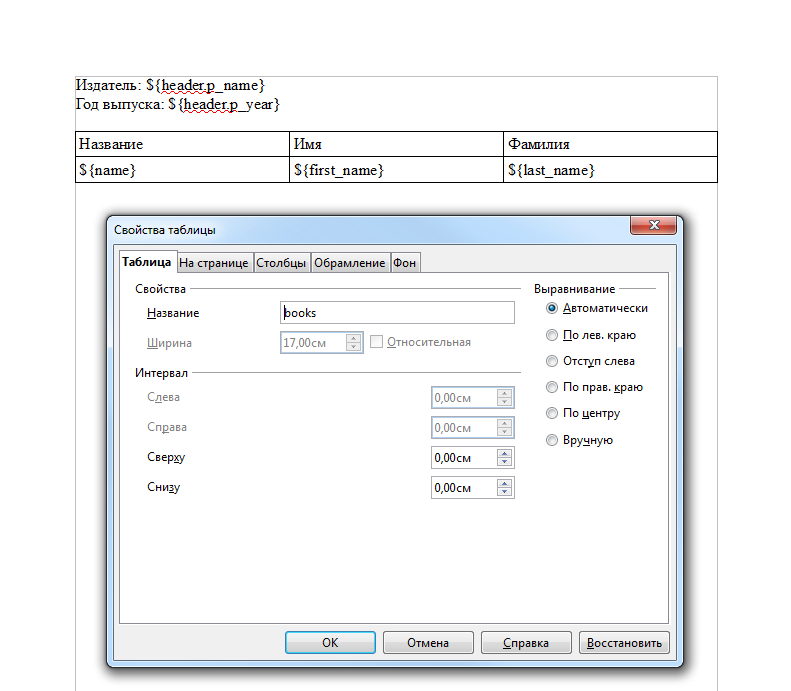 Издатель: ${header.p_name}
Год выпуска: ${header.p_year}
Название Имя Фамилия
${name} ${first_name} ${last_name}
Свойства таблицы
Таблица На странице Столбцы Обрамление Фон
Свойства Выравнивание
Название books Автоматически
Ширина 17,00см Относительная По лев. краю
Интервал Отступ слева
Слева 0,00см По прав. краю
Справа 0,00см По центру
Вручную
Сверху 0,00см
Снизу 0,00см
OK Отмена Справка Восстановить